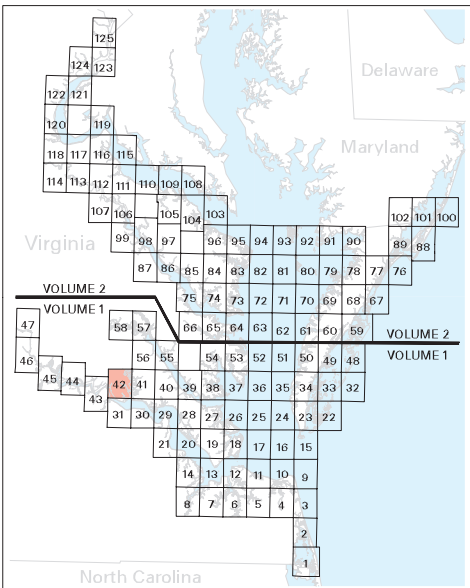 125
124 123
Delaware
122 121
120 119
Maryland
118 117 116 115
114 113 112 111 110 109 108
107 106 105 104 103 102 101 100
Virginia 99 98 97 96 95 94 93 92 91 90 89 88
87 86 85 84 83 82 81 80 79 78 77 76
VOLUME 2 75 74 73 72 71 70 69 68 67
VOLUME 1
47 58 57 66 65 64 63 62 61 60 59 VOLUME 2
46 56 55 54 53 52 51 50 49 48 VOLUME 1
45 44 43 42 41 40 39 38 37 36 35 34 33 32
31 30 29 28 27 26 25 24 23 22
21 20 19 18 17 16 15
14 13 12 11 10 9
8 7 6 5 4 3
2
North Carolina 1